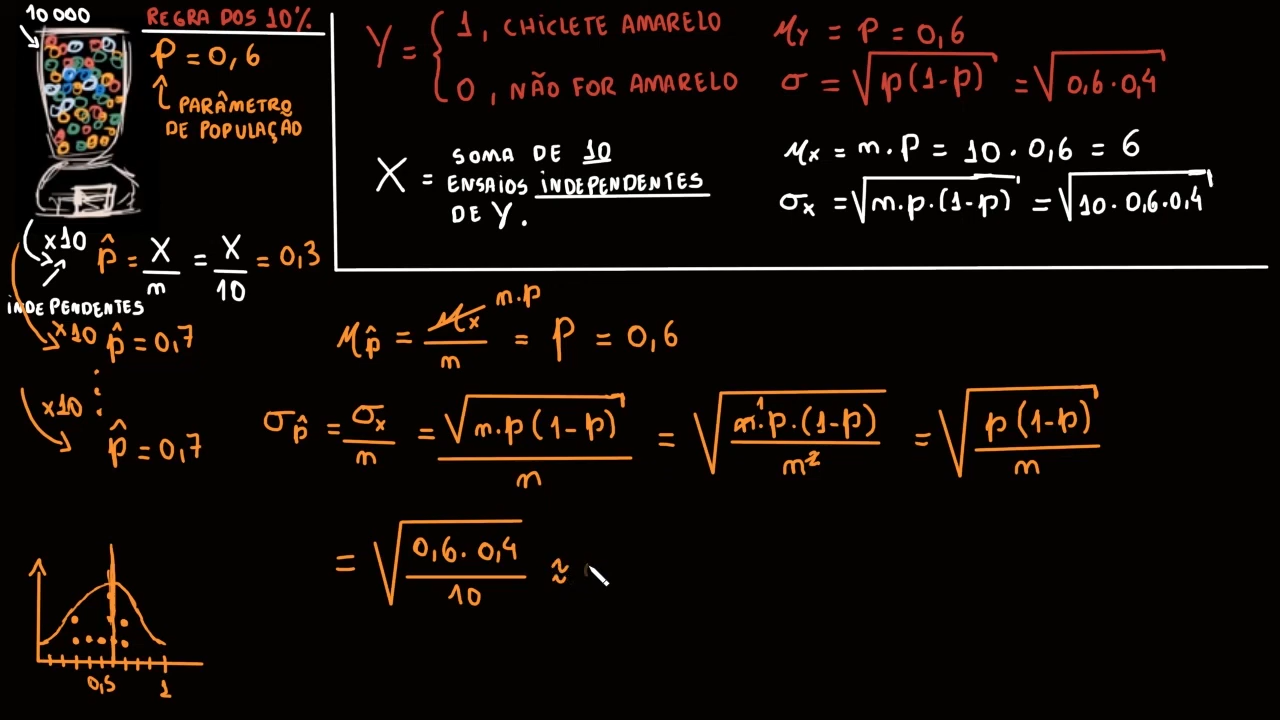 10 000
REGRA DOS 10%
P = 0,6
PARÂMETRO
DE POPULAÇÃO
Y = { 1, CHICLETE AMARELO
0, NÃO FOR AMARELO
μY = P = 0,6
σ = √p(1-p) = √0,6·0,4
X = SOMA DE 10
ENSAIOS INDEPENDENTES
DE Y.
μx = m.P = 10·0,6 = 6
σx = √m.p.(1-p) = √10·0,6·0,4
x10 p̂ = X/m = X/10 = 0,3
INDEPENDENTES
x10 p̂ = 0,7
x10
p̂ = 0,7
μp̂ = μx/m m.p = P = 0,6
σp̂ = σx/m = √m.p(1-p)/m = √(m¹.p.(1-p)/m²) = √(p(1-p)/m)
= √(0,6·0,4/10) ≈
0,5 1